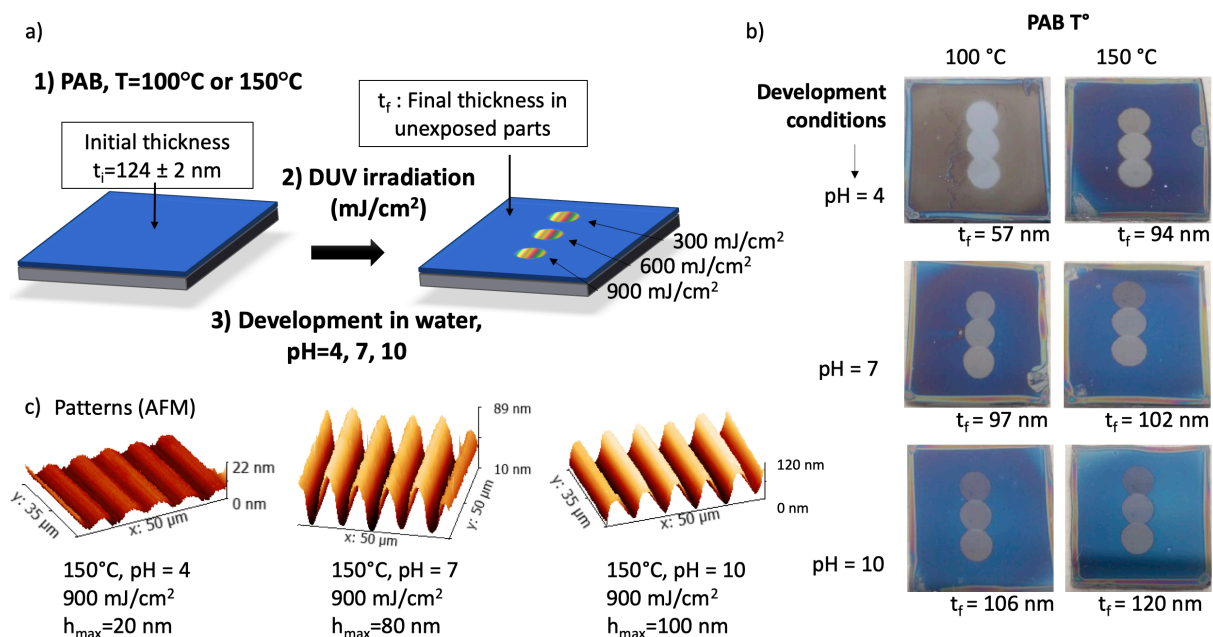 a)
1) PAB, T=100°C or 150°C
Initial thickness
tᵢ=124 ± 2 nm
t_f : Final thickness in
unexposed parts
2) DUV irradiation
(mJ/cm²)
300 mJ/cm²
600 mJ/cm²
900 mJ/cm²
3) Development in water,
pH=4, 7, 10
b)
PAB T°
100 °C
150 °C
Development
conditions
pH = 4
t_f = 57 nm
t_f = 94 nm
pH = 7
t_f = 97 nm
t_f = 102 nm
pH = 10
t_f = 106 nm
t_f = 120 nm
c) Patterns (AFM)
22 nm
0 nm
y: 35 µm
x: 50 µm
150°C, pH = 4
900 mJ/cm²
h_max=20 nm
89 nm
10 nm
y: 50 µm
x: 50 µm
150°C, pH = 7
900 mJ/cm²
h_max=80 nm
120 nm
0 nm
y: 35 µm
x: 50 µm
150°C, pH = 10
900 mJ/cm²
h_max=100 nm